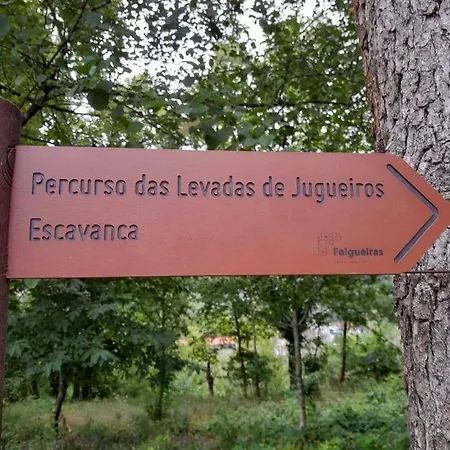 Percurso das Levadas de Jugueiros
Escavanca
Felgueiras